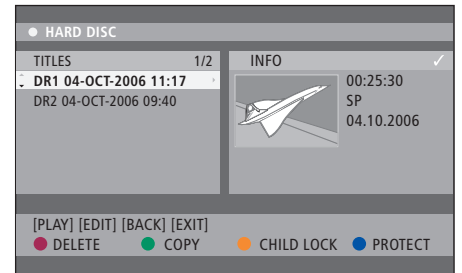 HARD DISC
TITLES 1/2
DR1 04-OCT-2006 11:17
DR2 04-OCT-2006 09:40
INFO
00:25:30
SP
04.10.2006
[PLAY] [EDIT] [BACK] [EXIT]
DELETE COPY CHILD LOCK PROTECT